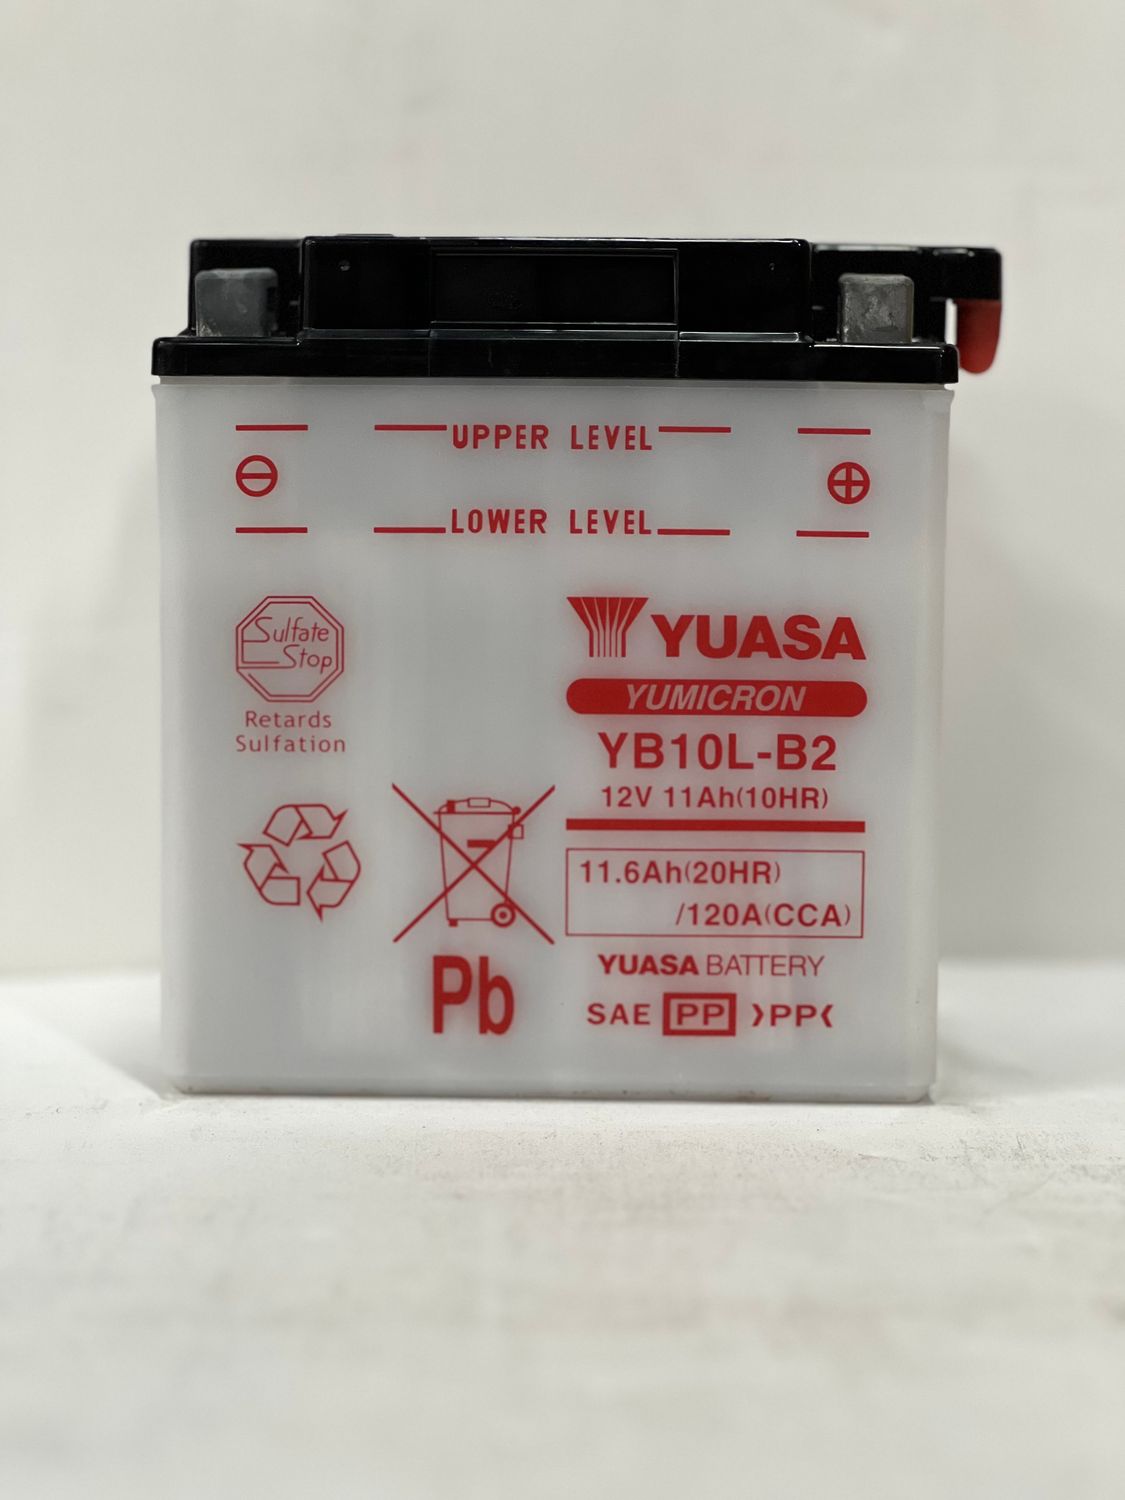 UPPER LEVEL
LOWER LEVEL
Sulfate
Stop
Retards
Sulfation
Pb
YUASA
YUMICRON
YB10L-B2
12V 11Ah(10HR)
11.6Ah(20HR)
/120A(CCA)
YUASA BATTERY
SAE PP >PP<